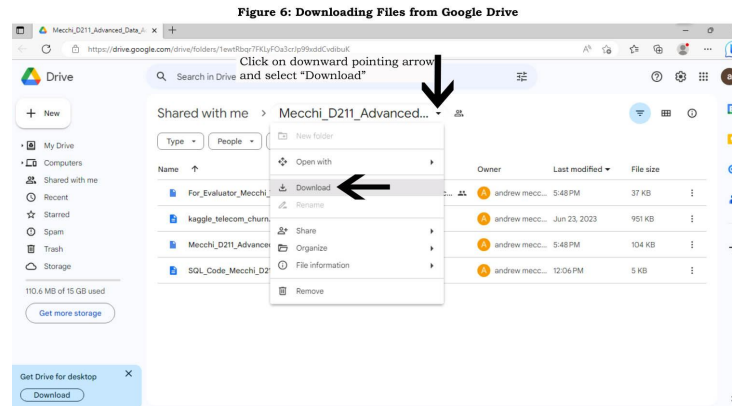 Figure 6: Downloading Files from Google Drive
Mecchi_D211_Advanced_Data_A
https://drive.google.com/drive/folders/1ewtRbqr7FKLyFOa3crJp99xddCvdibuK
Click on downward pointing arrow
and select “Download”
Drive
Search in Drive
New
Shared with me > Mecchi_D211_Advanced...
Type
People
My Drive
Computers
Shared with me
Recent
Starred
Spam
Trash
Storage
110.6 MB of 15 GB used
Get more storage
New folder
Open with
Download
Rename
Share
Organize
File information
Remove
Name Owner Last modified File size
For_Evaluator_Mecchi_ c... A andrew mecc... 5:48 PM 37 KB
kaggle_telecom_churn. A andrew mecc... Jun 23, 2023 951 KB
Mecchi_D211_Advance A andrew mecc... 5:48 PM 104 KB
SQL_Code_Mecchi_D2 A andrew mecc... 12:06 PM 5 KB
Get Drive for desktop
Download